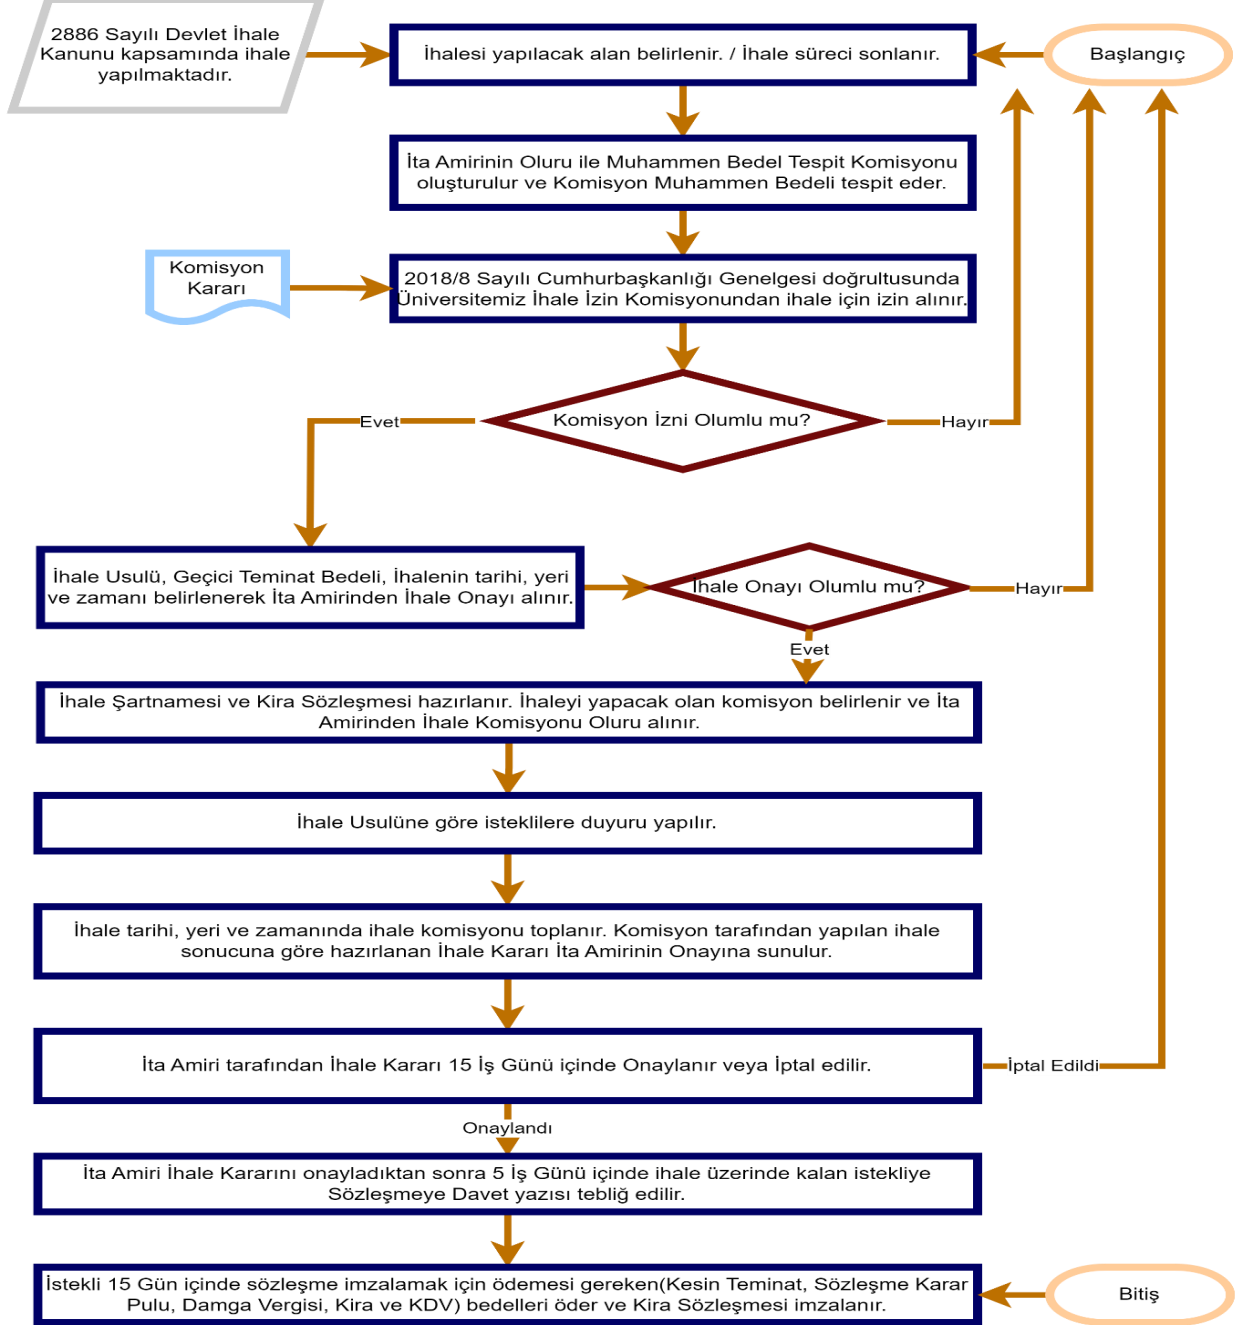 2886 Sayılı Devlet İhale
Kanunu kapsamında ihale
yapılmaktadır.
İhalesi yapılacak alan belirlenir. / İhale süreci sonlanır.
Başlangıç
İta Amirinin Oluru ile Muhammen Bedel Tespit Komisyonu
oluşturulur ve Komisyon Muhammen Bedeli tespit eder.
Komisyon
Kararı
2018/8 Sayılı Cumhurbaşkanlığı Genelgesi doğrultusunda
Üniversitemiz İhale İzin Komisyonundan ihale için izin alınır.
Komisyon İzni Olumlu mu?
Evet
Hayır
İhale Usulü, Geçici Teminat Bedeli, İhalenin tarihi, yeri
ve zamanı belirlenerek İta Amirinden İhale Onayı alınır.
İhale Onayı Olumlu mu?
Hayır
Evet
İhale Şartnamesi ve Kira Sözleşmesi hazırlanır. İhaleyi yapacak olan komisyon belirlenir ve İta
Amirinden İhale Komisyonu Oluru alınır.
İhale Usulüne göre isteklilere duyuru yapılır.
İhale tarihi, yeri ve zamanında ihale komisyonu toplanır. Komisyon tarafından yapılan ihale
sonucuna göre hazırlanan İhale Kararı İta Amirinin Onayına sunulur.
İta Amiri tarafından İhale Kararı 15 İş Günü içinde Onaylanır veya İptal edilir.
İptal Edildi
Onaylandı
İta Amiri İhale Kararını onayladıktan sonra 5 İş Günü içinde ihale üzerinde kalan istekliye
Sözleşmeye Davet yazısı tebliğ edilir.
İstekli 15 Gün içinde sözleşme imzalamak için ödemesi gereken(Kesin Teminat, Sözleşme Karar
Pulu, Damga Vergisi, Kira ve KDV) bedelleri öder ve Kira Sözleşmesi imzalanır.
Bitiş